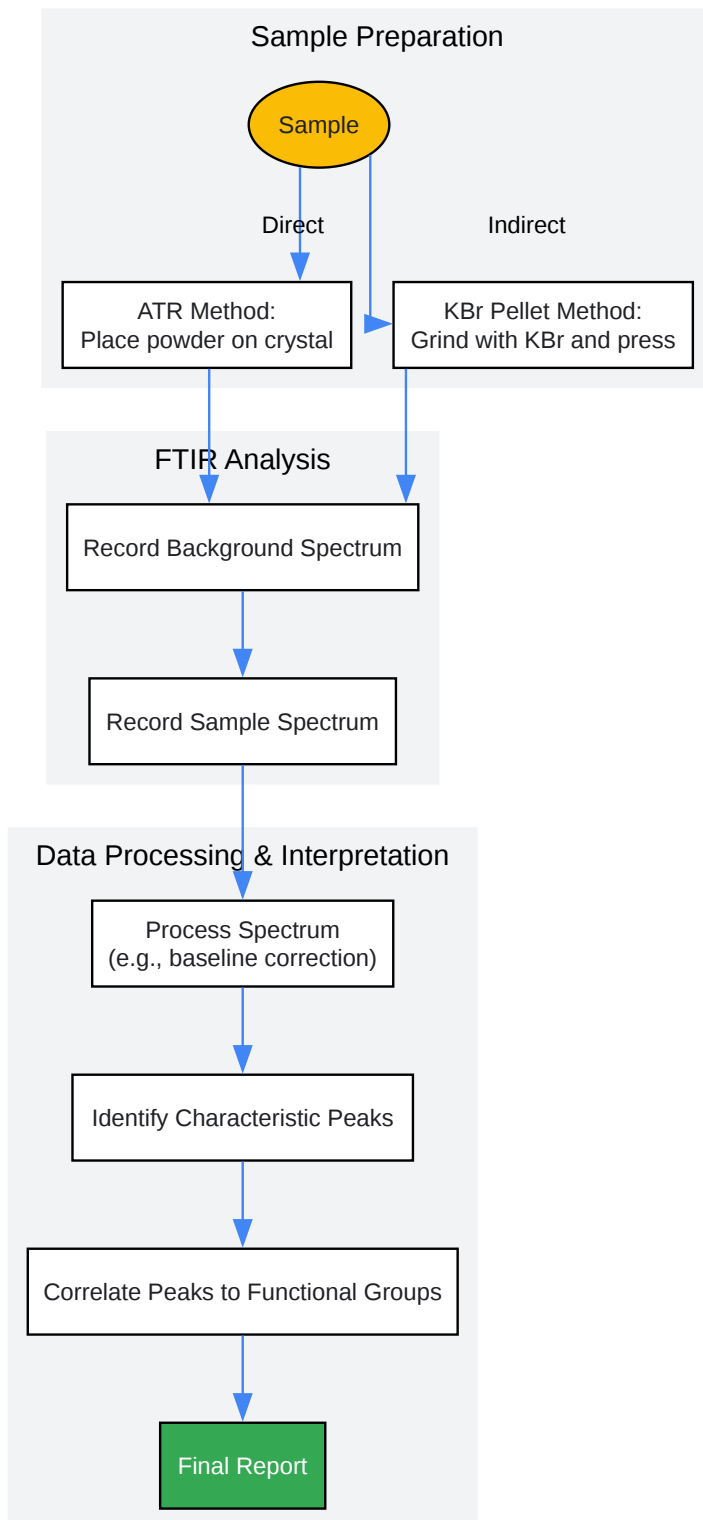 Sample Preparation
Sample
Direct
Indirect
ATR Method:
Place powder on crystal
KBr Pellet Method:
Grind with KBr and press
FTIR Analysis
Record Background Spectrum
Record Sample Spectrum
Data Processing & Interpretation
Process Spectrum
(e.g., baseline correction)
Identify Characteristic Peaks
Correlate Peaks to Functional Groups
Final Report